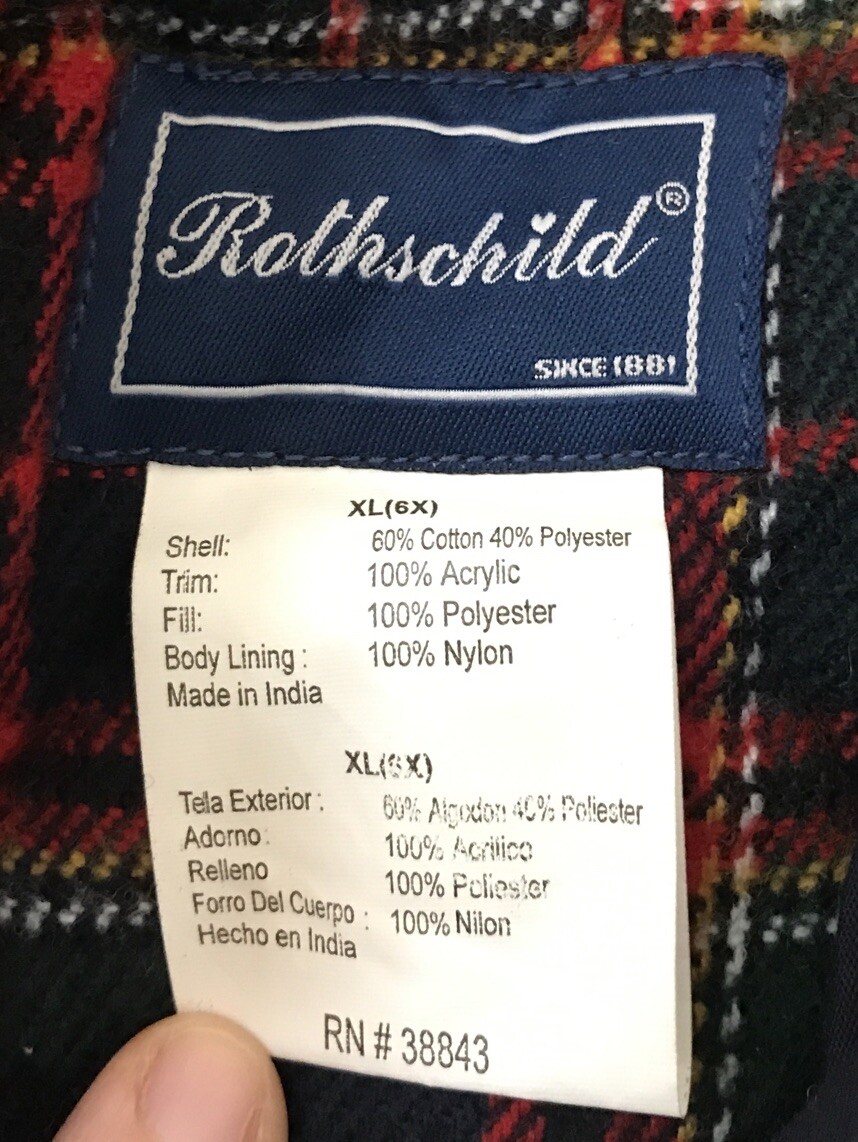 Rothschild®
SINCE 1881
XL(6X)
Shell: 60% Cotton 40% Polyester
Trim: 100% Acrylic
Fill: 100% Polyester
Body Lining : 100% Nylon
Made in India
XL(6X)
Tela Exterior : 60% Algodon 40% Poliester
Adorno: 100% Acrilico
Relleno 100% Poliester
Forro Del Cuerpo : 100% Nilon
Hecho en India
RN # 38843